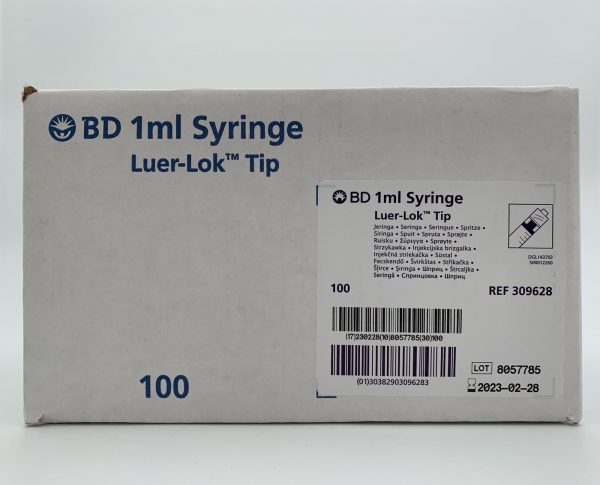 BD 1ml Syringe
Luer-Lok™ Tip
100
BD 1ml Syringe
Luer-Lok™ Tip
Jeringa • Seringa • Seringue • Spritze •
Siringa • Spuit • Spruta • Sprøjte •
Ruisku • Σύριγγα • Sprøyte •
Strzykawka • Injekcijska brizgalka •
Injekčná striekačka • Süstal •
Fecskendő • Švirkštas • Stříkačka •
Šļirce • Şırınga • Шприц • Štrcaljka •
Seringă • Спринцовка • Шприц
DGL143702
500012280
100
REF 309628
(17)230228(10)8057785(30)100
(01)30382903096283
LOT 8057785
2023-02-28